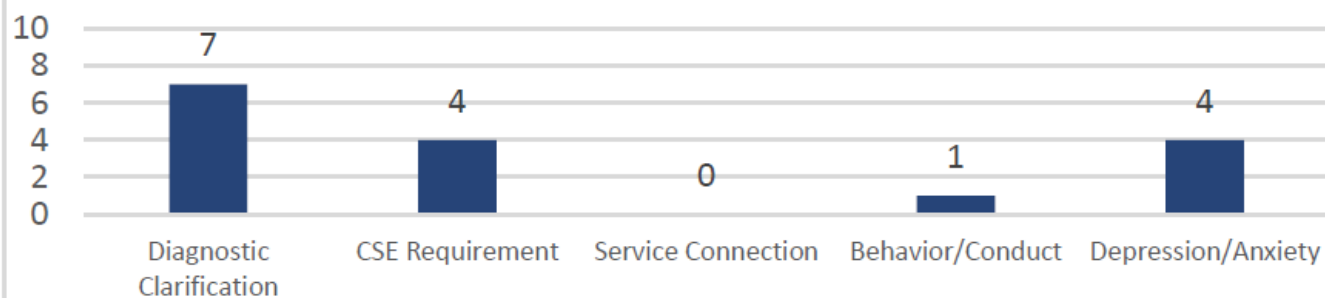 10
8
6
4
2
0
7
4
0
1
4
Diagnostic
Clarification
CSE Requirement
Service Connection
Behavior/Conduct
Depression/Anxiety